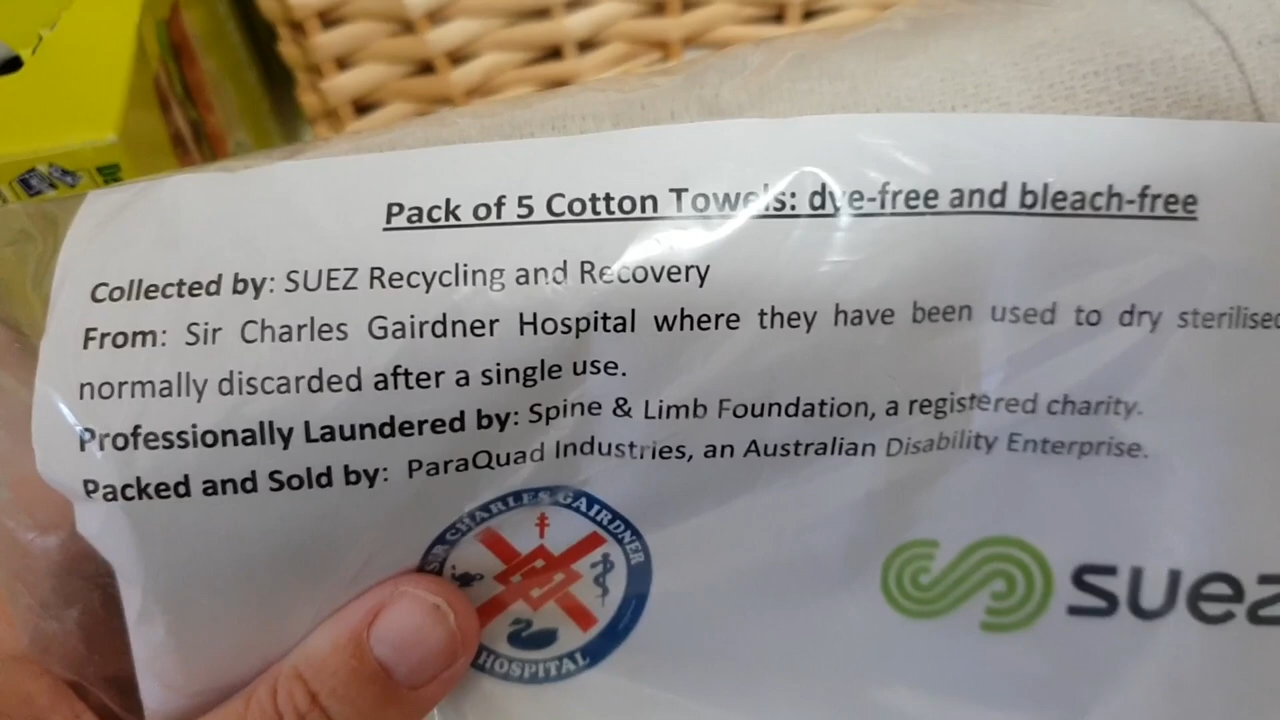 Pack of 5 Cotton Towels: dye-free and bleach-free
Collected by: SUEZ Recycling and Recovery
From: Sir Charles Gairdner Hospital where they have been used to dry sterilised
normally discarded after a single use.
Professionally Laundered by: Spine & Limb Foundation, a registered charity.
Packed and Sold by: ParaQuad Industries, an Australian Disability Enterprise.
SIR CHARLES GAIRDNER
HOSPITAL
suez